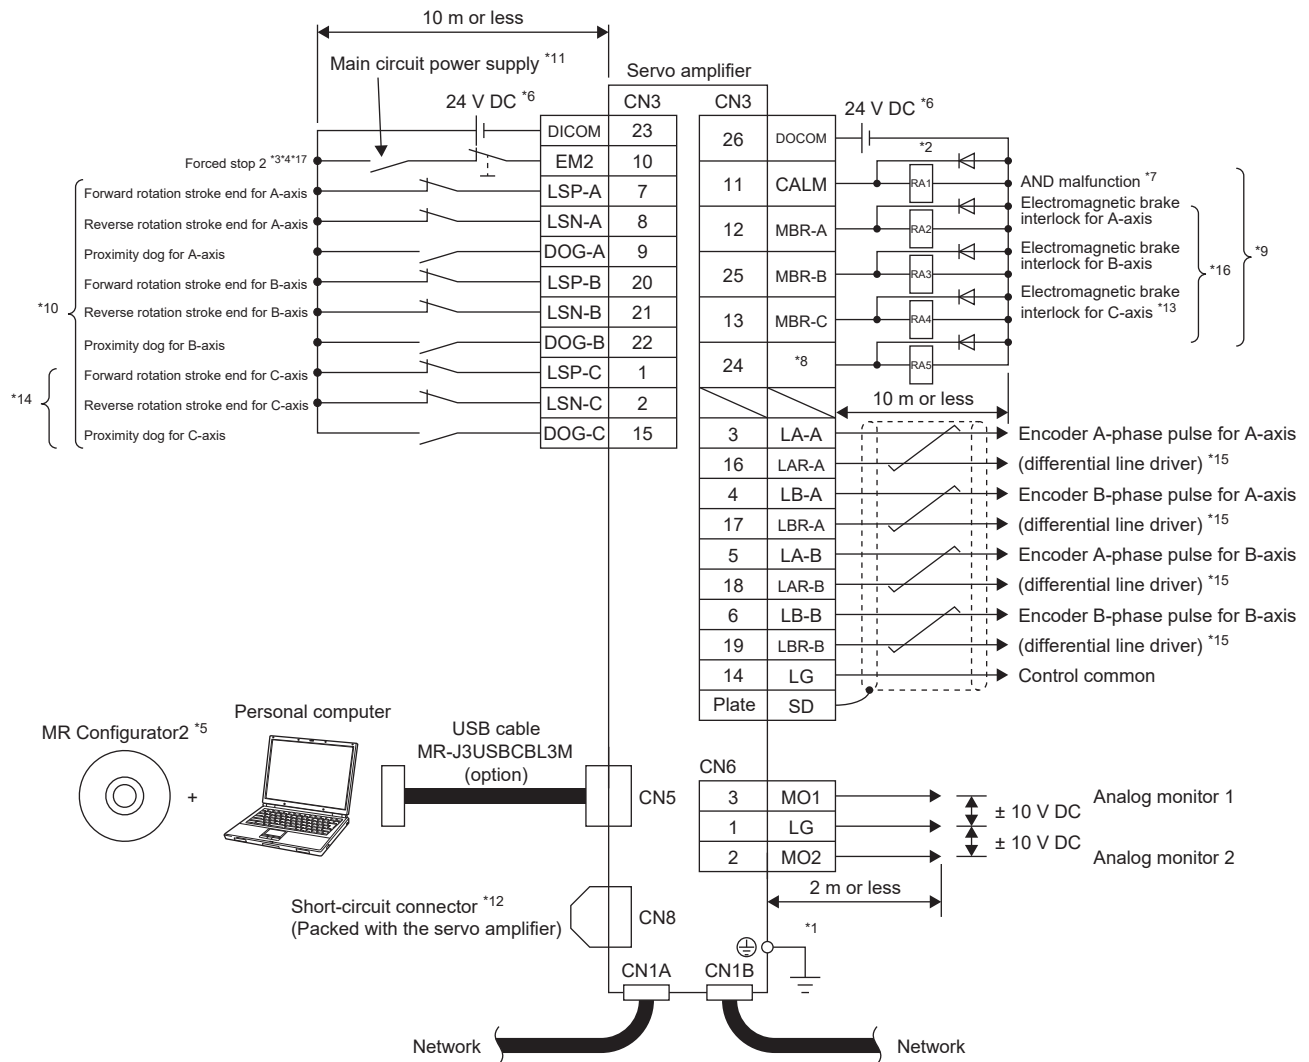 10 m or less
Main circuit power supply *11
Servo amplifier
24 V DC *6
CN3
CN3
24 V DC *6
DICOM 23
26 DOCOM
*2
Forced stop 2 *3*4*17
EM2 10
11 CALM
RA1
AND malfunction *7
Forward rotation stroke end for A-axis
LSP-A 7
Electromagnetic brake
interlock for A-axis
Reverse rotation stroke end for A-axis
LSN-A 8
12 MBR-A
RA2
Proximity dog for A-axis
DOG-A 9
Electromagnetic brake
interlock for B-axis
25 MBR-B
RA3
*16
*9
Forward rotation stroke end for B-axis
LSP-B 20
Electromagnetic brake
interlock for C-axis *13
*10
Reverse rotation stroke end for B-axis
LSN-B 21
13 MBR-C
RA4
Proximity dog for B-axis
DOG-B 22
24 *8
RA5
Forward rotation stroke end for C-axis
LSP-C 1
*14
Reverse rotation stroke end for C-axis
LSN-C 2
10 m or less
Proximity dog for C-axis
DOG-C 15
3 LA-A
Encoder A-phase pulse for A-axis
16 LAR-A
(differential line driver) *15
4 LB-A
Encoder B-phase pulse for A-axis
17 LBR-A
(differential line driver) *15
5 LA-B
Encoder A-phase pulse for B-axis
18 LAR-B
(differential line driver) *15
6 LB-B
Encoder B-phase pulse for B-axis
19 LBR-B
(differential line driver) *15
14 LG
Control common
Plate SD
MR Configurator2 *5
+
Personal computer
USB cable
MR-J3USBCBL3M
(option)
CN5
CN6
3 MO1
Analog monitor 1
± 10 V DC
1 LG
± 10 V DC
2 MO2
Analog monitor 2
2 m or less
Short-circuit connector *12
(Packed with the servo amplifier)
CN8
*1
CN1A
CN1B
Network
Network